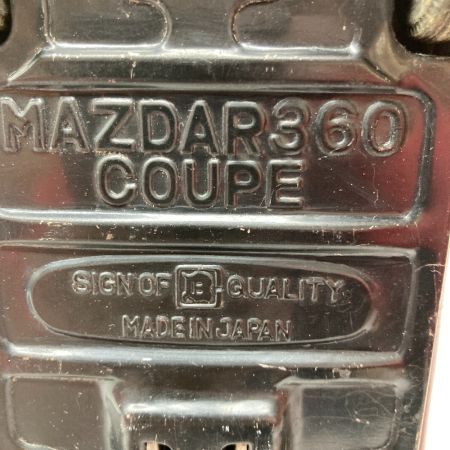 MAZDAR360
COUPE
SIGN OF B QUALITY
MADE IN JAPAN